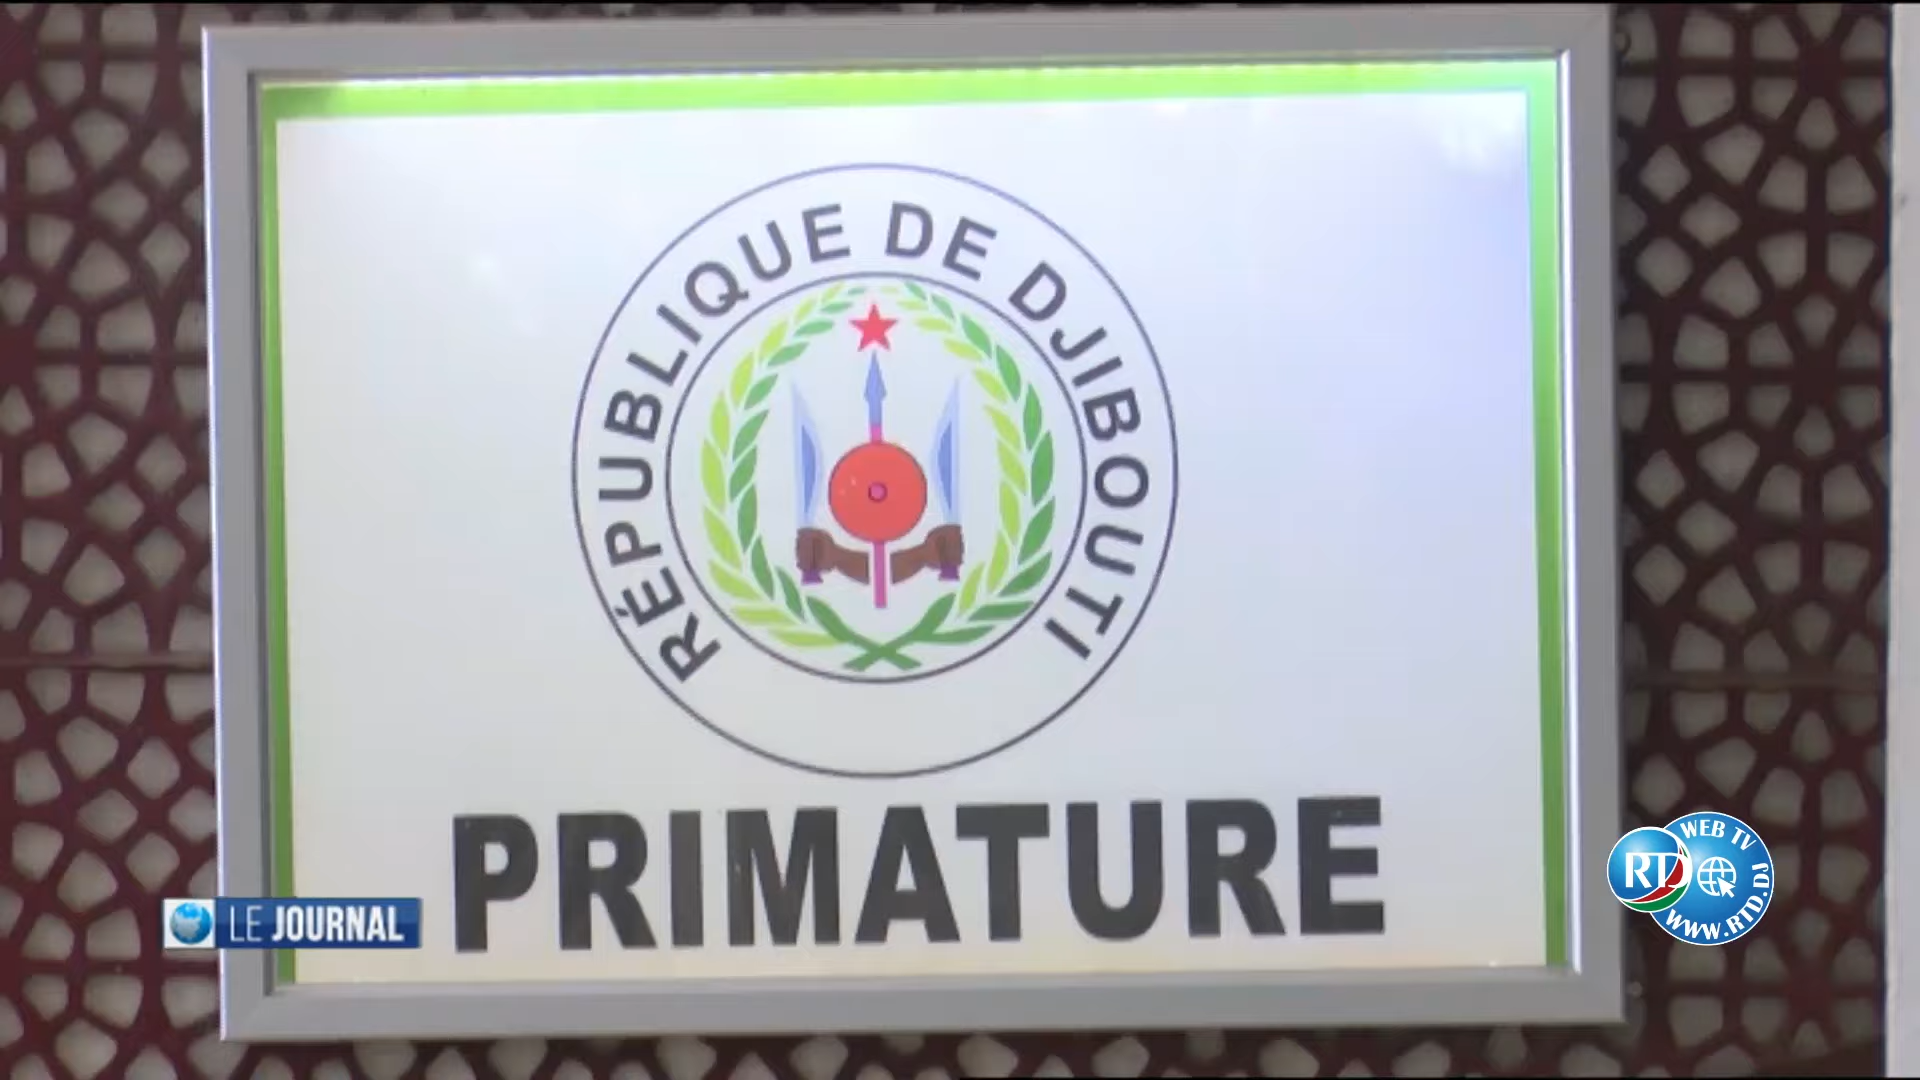 RÉPUBLIQUE DE DJIBOUTI
PRIMATURE
LE JOURNAL
WEB TV
RTD
WWW.RTD.DJ